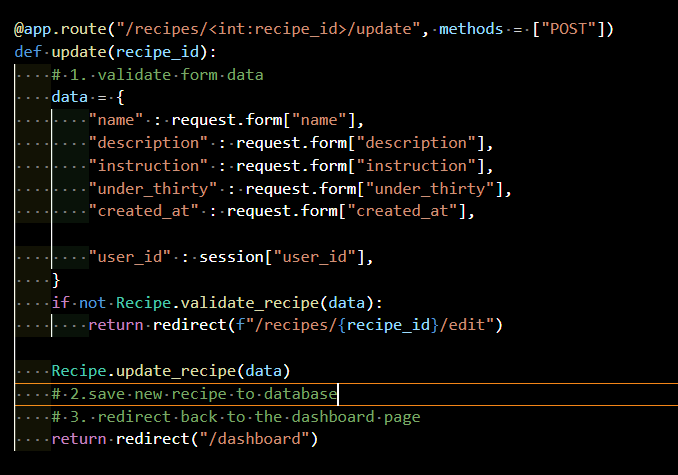 @app.route("/recipes/<int:recipe_id>/update", methods = ["POST"])
def update(recipe_id):
    # 1. validate form data
    data = {
        "name" : request.form["name"],
        "description" : request.form["description"],
        "instruction" : request.form["instruction"],
        "under_thirty" : request.form["under_thirty"],
        "created_at" : request.form["created_at"],

        "user_id" : session["user_id"],
    }
    if not Recipe.validate_recipe(data):
        return redirect(f"/recipes/{recipe_id}/edit")

    Recipe.update_recipe(data)
    # 2.save new recipe to database
    # 3. redirect back to the dashboard page
    return redirect("/dashboard")